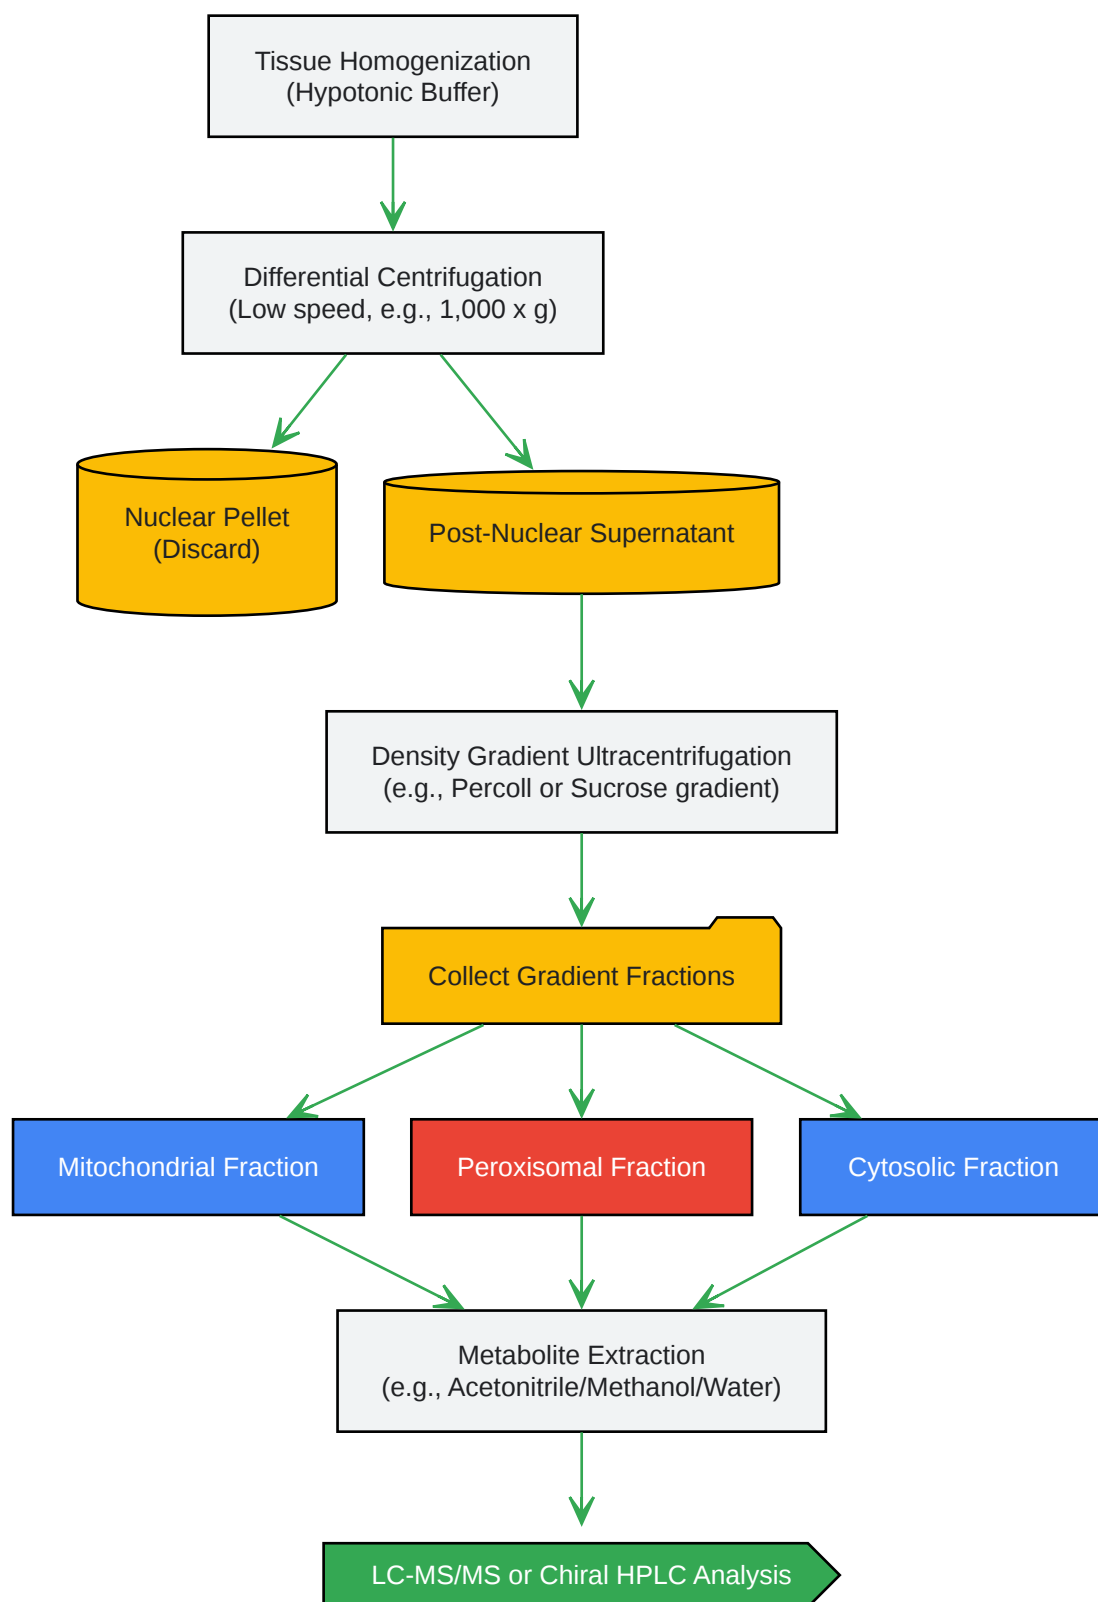 Tissue Homogenization
(Hypotonic Buffer)
Differential Centrifugation
(Low speed, e.g., 1,000 x g)
Nuclear Pellet
(Discard)
Post-Nuclear Supernatant
Density Gradient Ultracentrifugation
(e.g., Percoll or Sucrose gradient)
Collect Gradient Fractions
Mitochondrial Fraction
Peroxisomal Fraction
Cytosolic Fraction
Metabolite Extraction
(e.g., Acetonitrile/Methanol/Water)
LC-MS/MS or Chiral HPLC Analysis